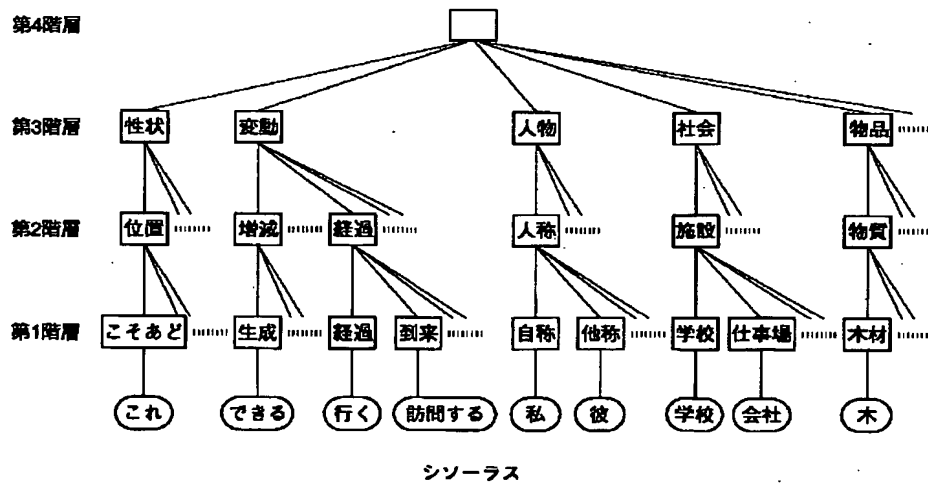 第4階層
第3階層 性状 変動 人物 社会 物品
第2階層 位置 増減 経過 人称 施設 物質
第1階層 こそあど 生成 経過 到来 自称 他称 学校 仕事場 木材
これ できる 行く 訪問する 私 彼 学校 会社 木
シソーラス